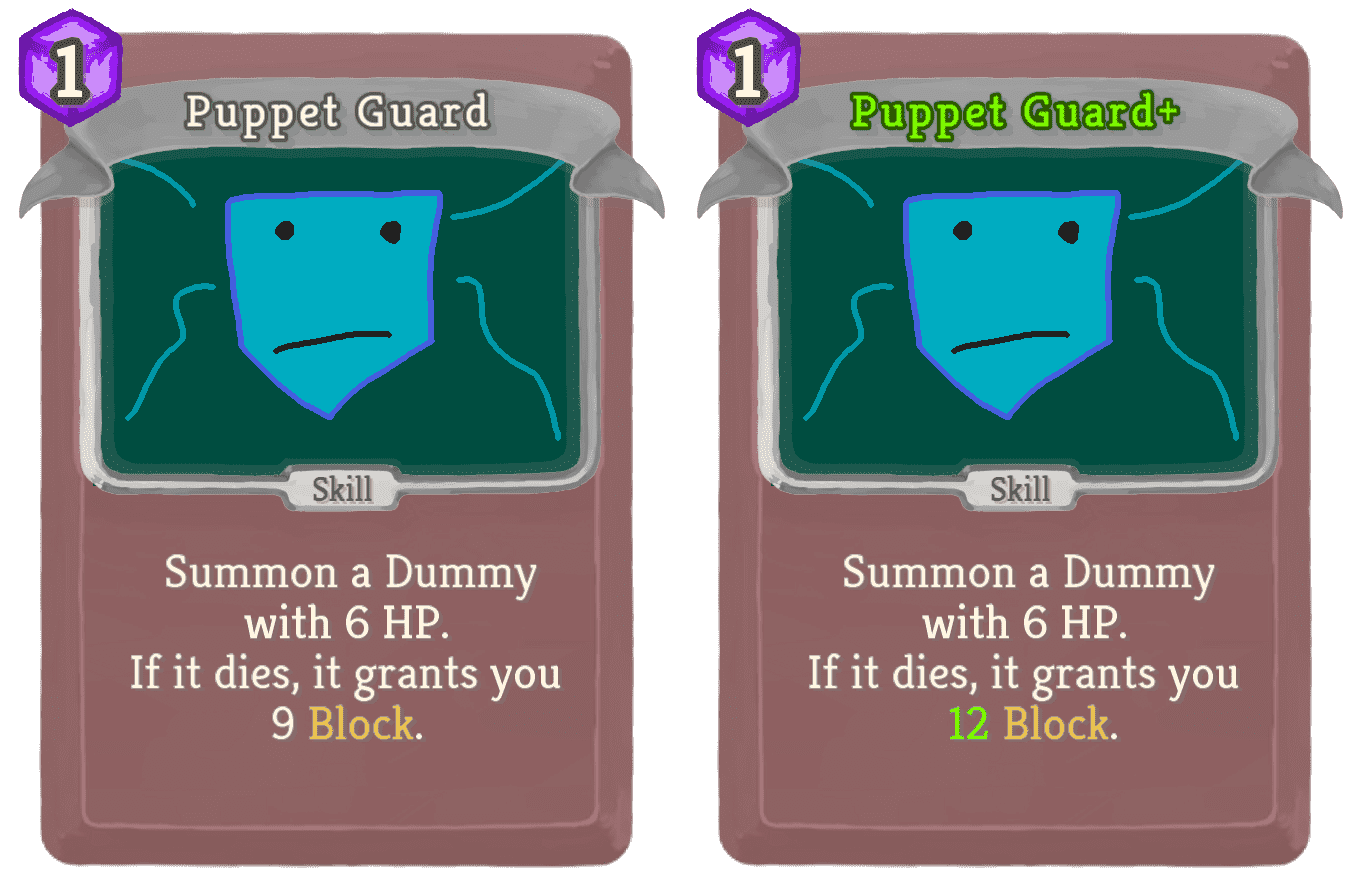 1
Puppet Guard
Skill
Summon a Dummy
with 6 HP.
If it dies, it grants you
9 Block.
1
Puppet Guard+
Skill
Summon a Dummy
with 6 HP.
If it dies, it grants you
12 Block.